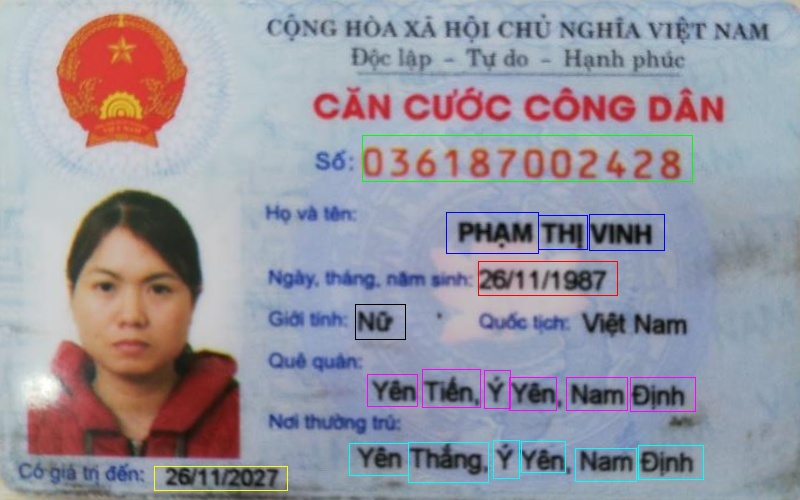 CỘNG HÒA XÃ HỘI CHỦ NGHĨA VIỆT NAM
Độc lập - Tự do - Hạnh phúc
CĂN CƯỚC CÔNG DÂN
Số: 036187002428
Họ và tên:
PHẠM THỊ VINH
Ngày, tháng, năm sinh: 26/11/1987
Giới tính: Nữ Quốc tịch: Việt Nam
Quê quán:
Yên Tiến, Ý Yên, Nam Định
Nơi thường trú:
Yên Thắng, Ý Yên, Nam Định
Có giá trị đến: 26/11/2027